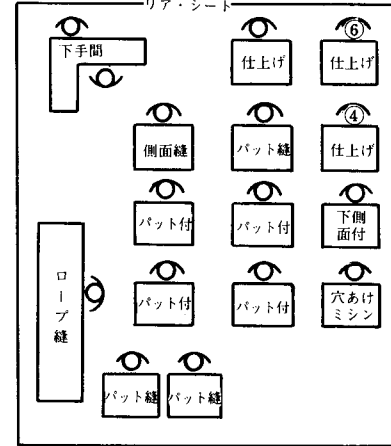 リア・シート
下手間
仕上げ
⑥
仕上げ
側面縫
パット縫
④
仕上げ
パット付
パット付
下側
面付
ロープ縫
パット付
パット付
穴あけ
ミシン
パット縫
パット縫